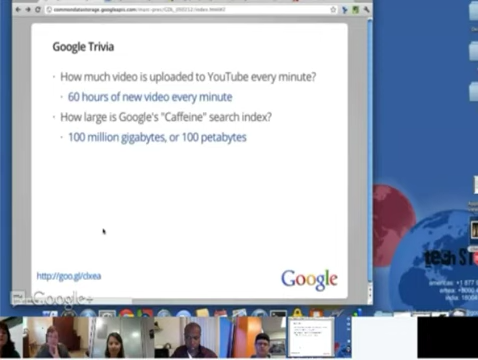 Google Trivia
· How much video is uploaded to YouTube every minute?
· 60 hours of new video every minute
· How large is Google's "Caffeine" search index?
· 100 million gigabytes, or 100 petabytes
http://goo.gl/clxea
Google
Google+